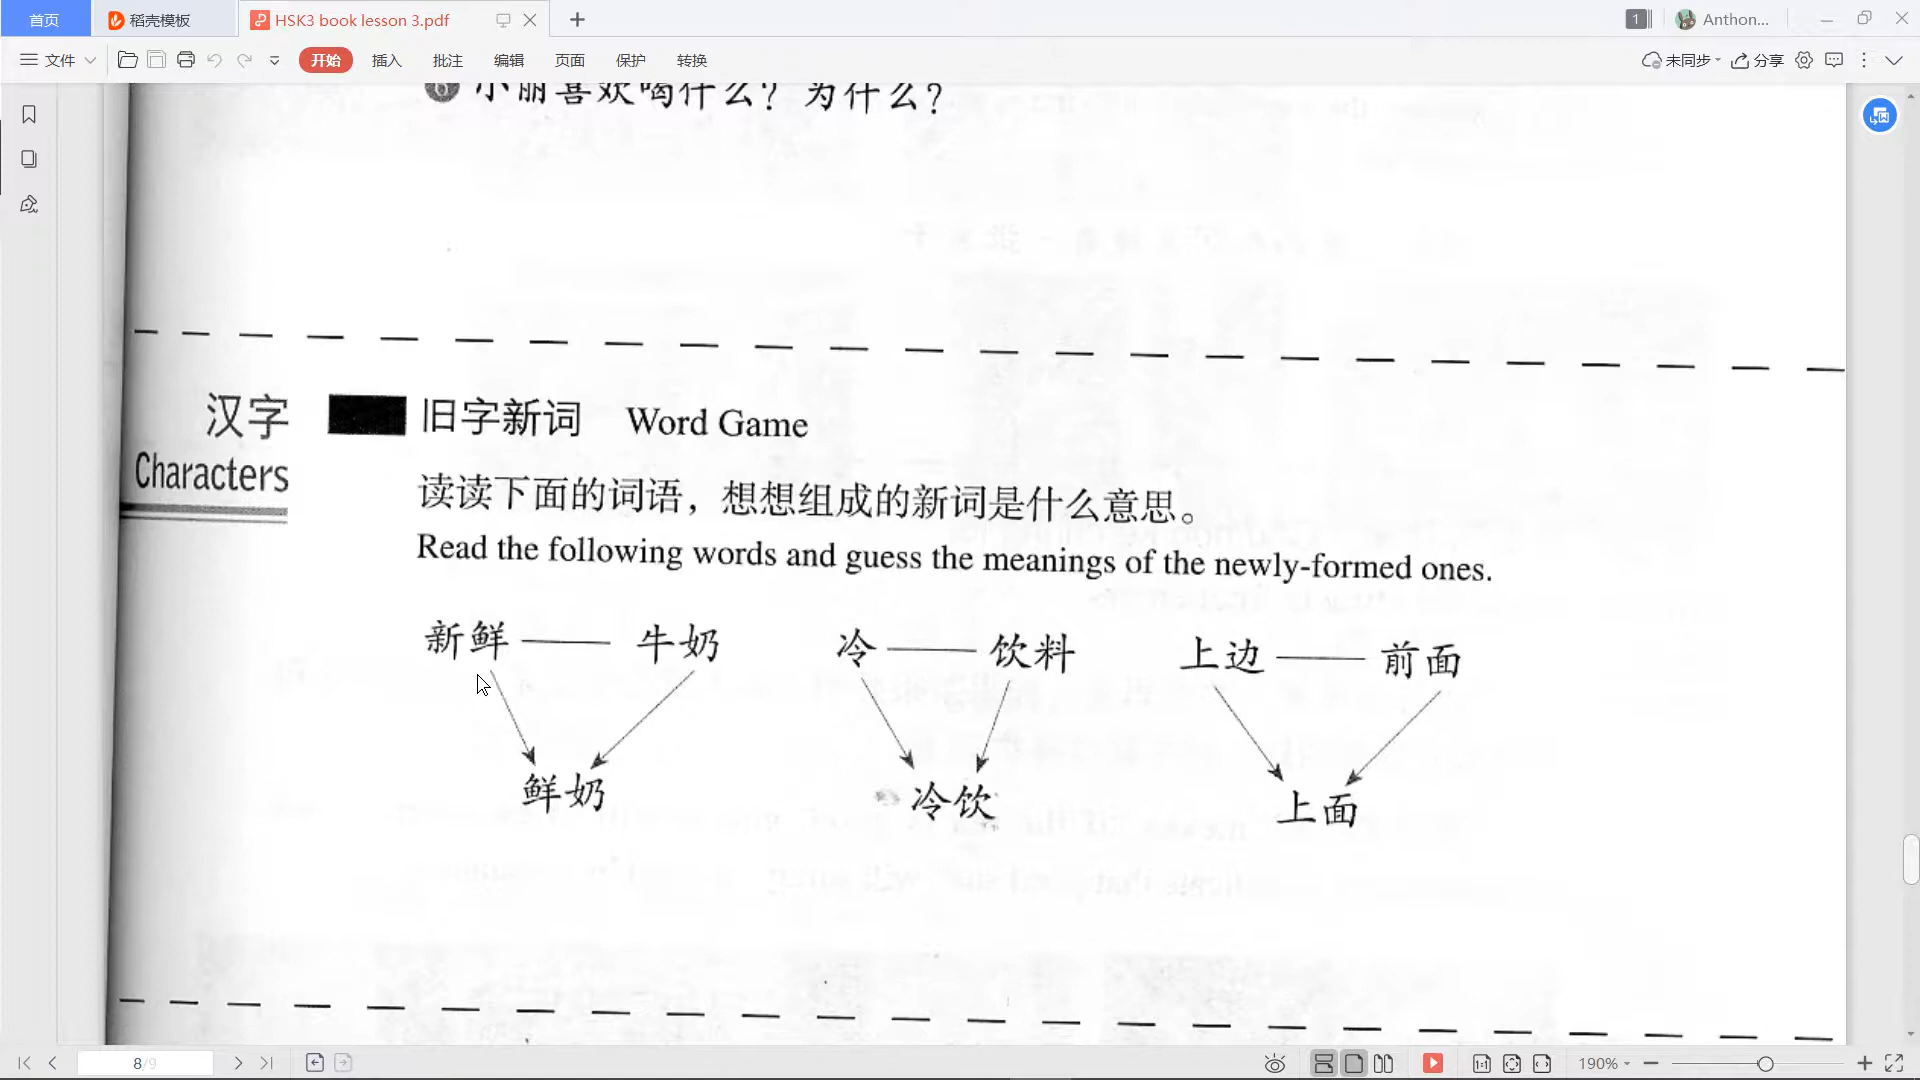 首页
稻壳模板
HSK3 book lesson 3.pdf
1
Anthon...
文件
开始
插入
批注
编辑
页面
保护
转换
未同步
分享
6 小丽喜欢喝什么？为什么？
汉字
Characters
旧字新词 Word Game
读读下面的词语，想想组成的新词是什么意思。
Read the following words and guess the meanings of the newly-formed ones.
新鲜 —— 牛奶
冷 —— 饮料
上边 —— 前面
鲜奶
冷饮
上面
8/9
1:1
190%